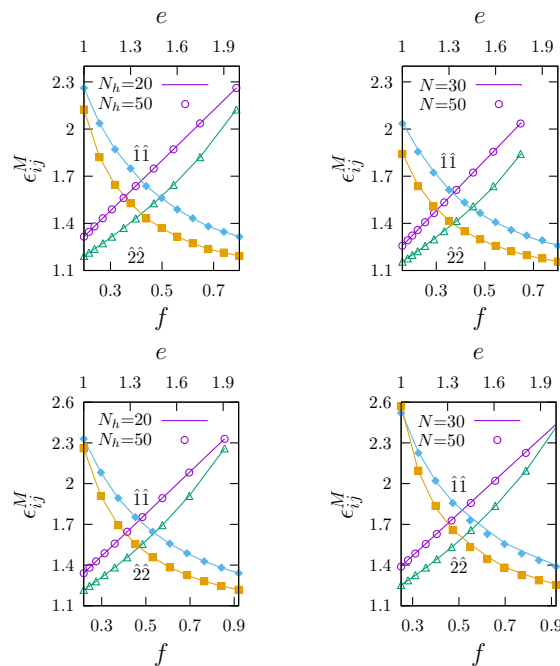 e e
1 1.3 1.6 1.9 1 1.3 1.6 1.9
2.3 2.3
N_h=20 N=30
N_h=50 N=50
2 2
1̂1̂ 1̂1̂
ϵ^M_ij 1.7 ϵ^M_ij 1.7
1.4 1.4
2̂2̂ 2̂2̂
1.1 1.1
0.3 0.5 0.7 0.3 0.5 0.7
f f
e e
1 1.3 1.6 1.9 1 1.3 1.6 1.9
2.6 2.6
N_h=20 N=30
N_h=50 N=50
2.3 2.3
2 2
1̂1̂ 1̂1̂
ϵ^M_ij ϵ^M_ij
1.7 1.7
1.4 1.4
2̂2̂ 2̂2̂
1.1 1.1
0.3 0.5 0.7 0.9 0.3 0.5 0.7 0.9
f f